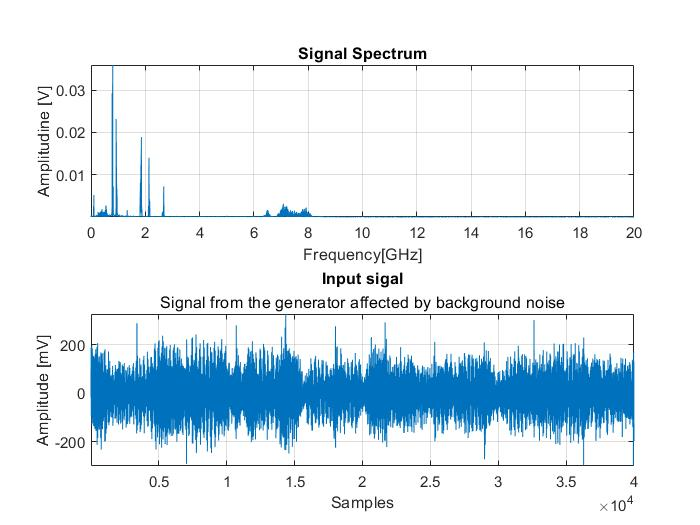 Signal Spectrum
Amplitudine [V]
0.03
0.02
0.01
0 2 4 6 8 10 12 14 16 18 20
Frequency[GHz]
Input sigal
Signal from the generator affected by background noise
Amplitude [mV]
200
0
-200
0.5 1 1.5 2 2.5 3 3.5 4
Samples
×10^4